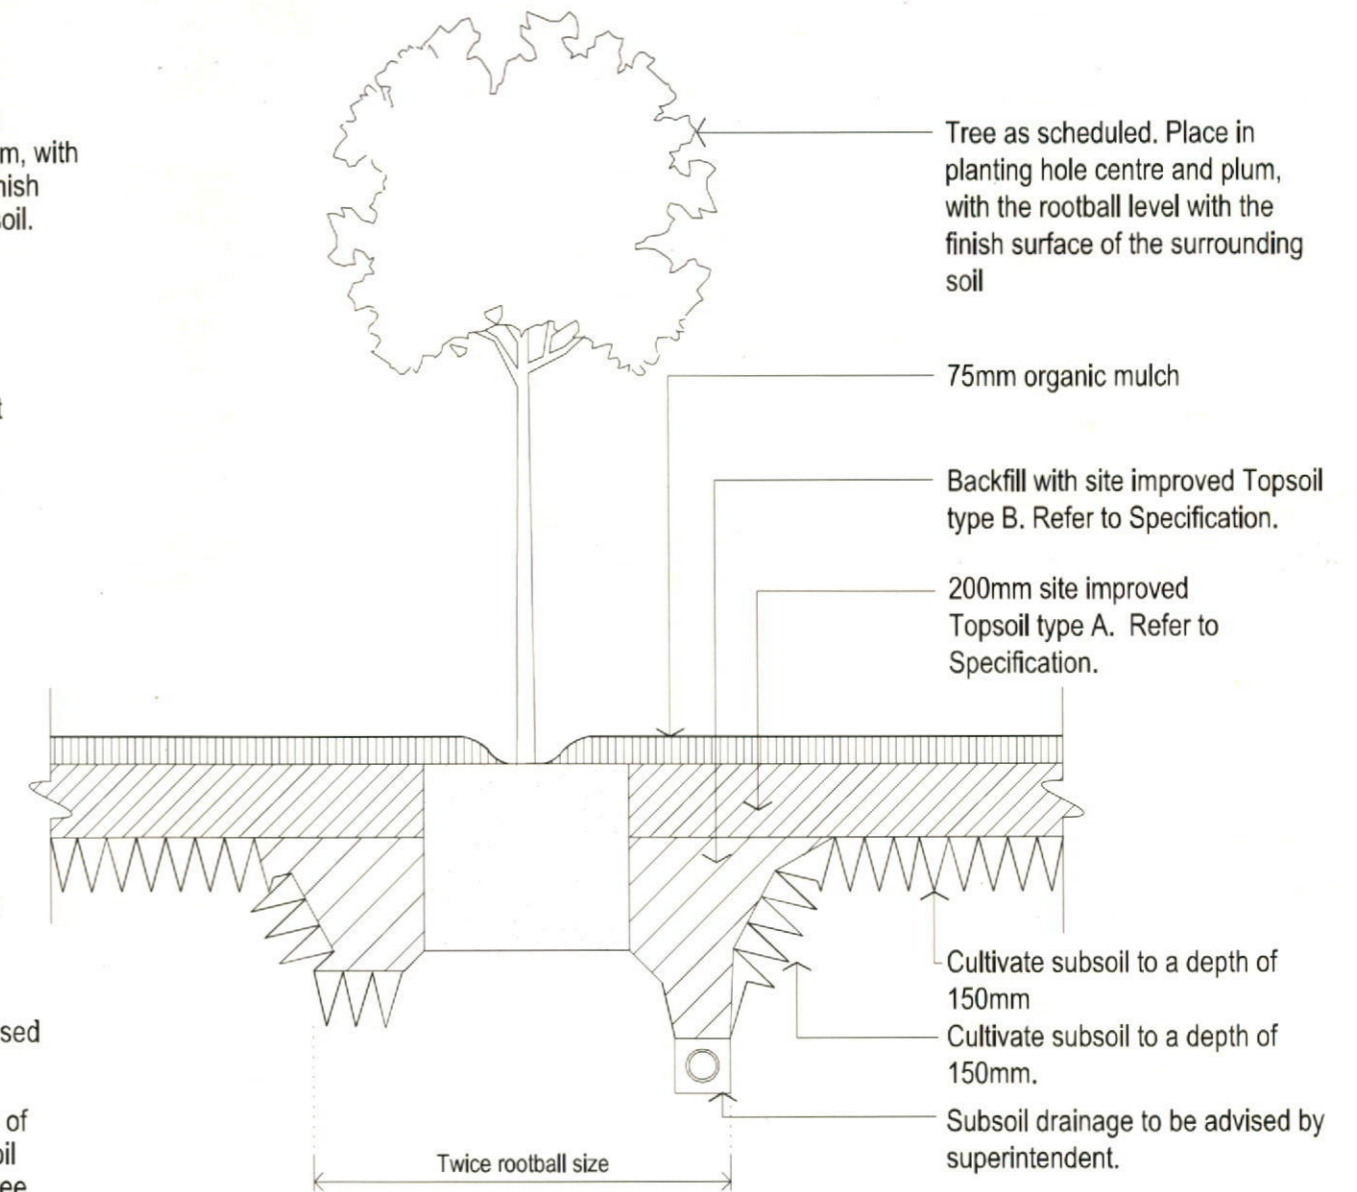 m, with
nish
soil.
t
sed
of
oil
ee
Tree as scheduled. Place in
planting hole centre and plum,
with the rootball level with the
finish surface of the surrounding
soil
75mm organic mulch
Backfill with site improved Topsoil
type B. Refer to Specification.
200mm site improved
Topsoil type A. Refer to
Specification.
Cultivate subsoil to a depth of
150mm
Cultivate subsoil to a depth of
150mm.
Subsoil drainage to be advised by
superintendent.
Twice rootball size